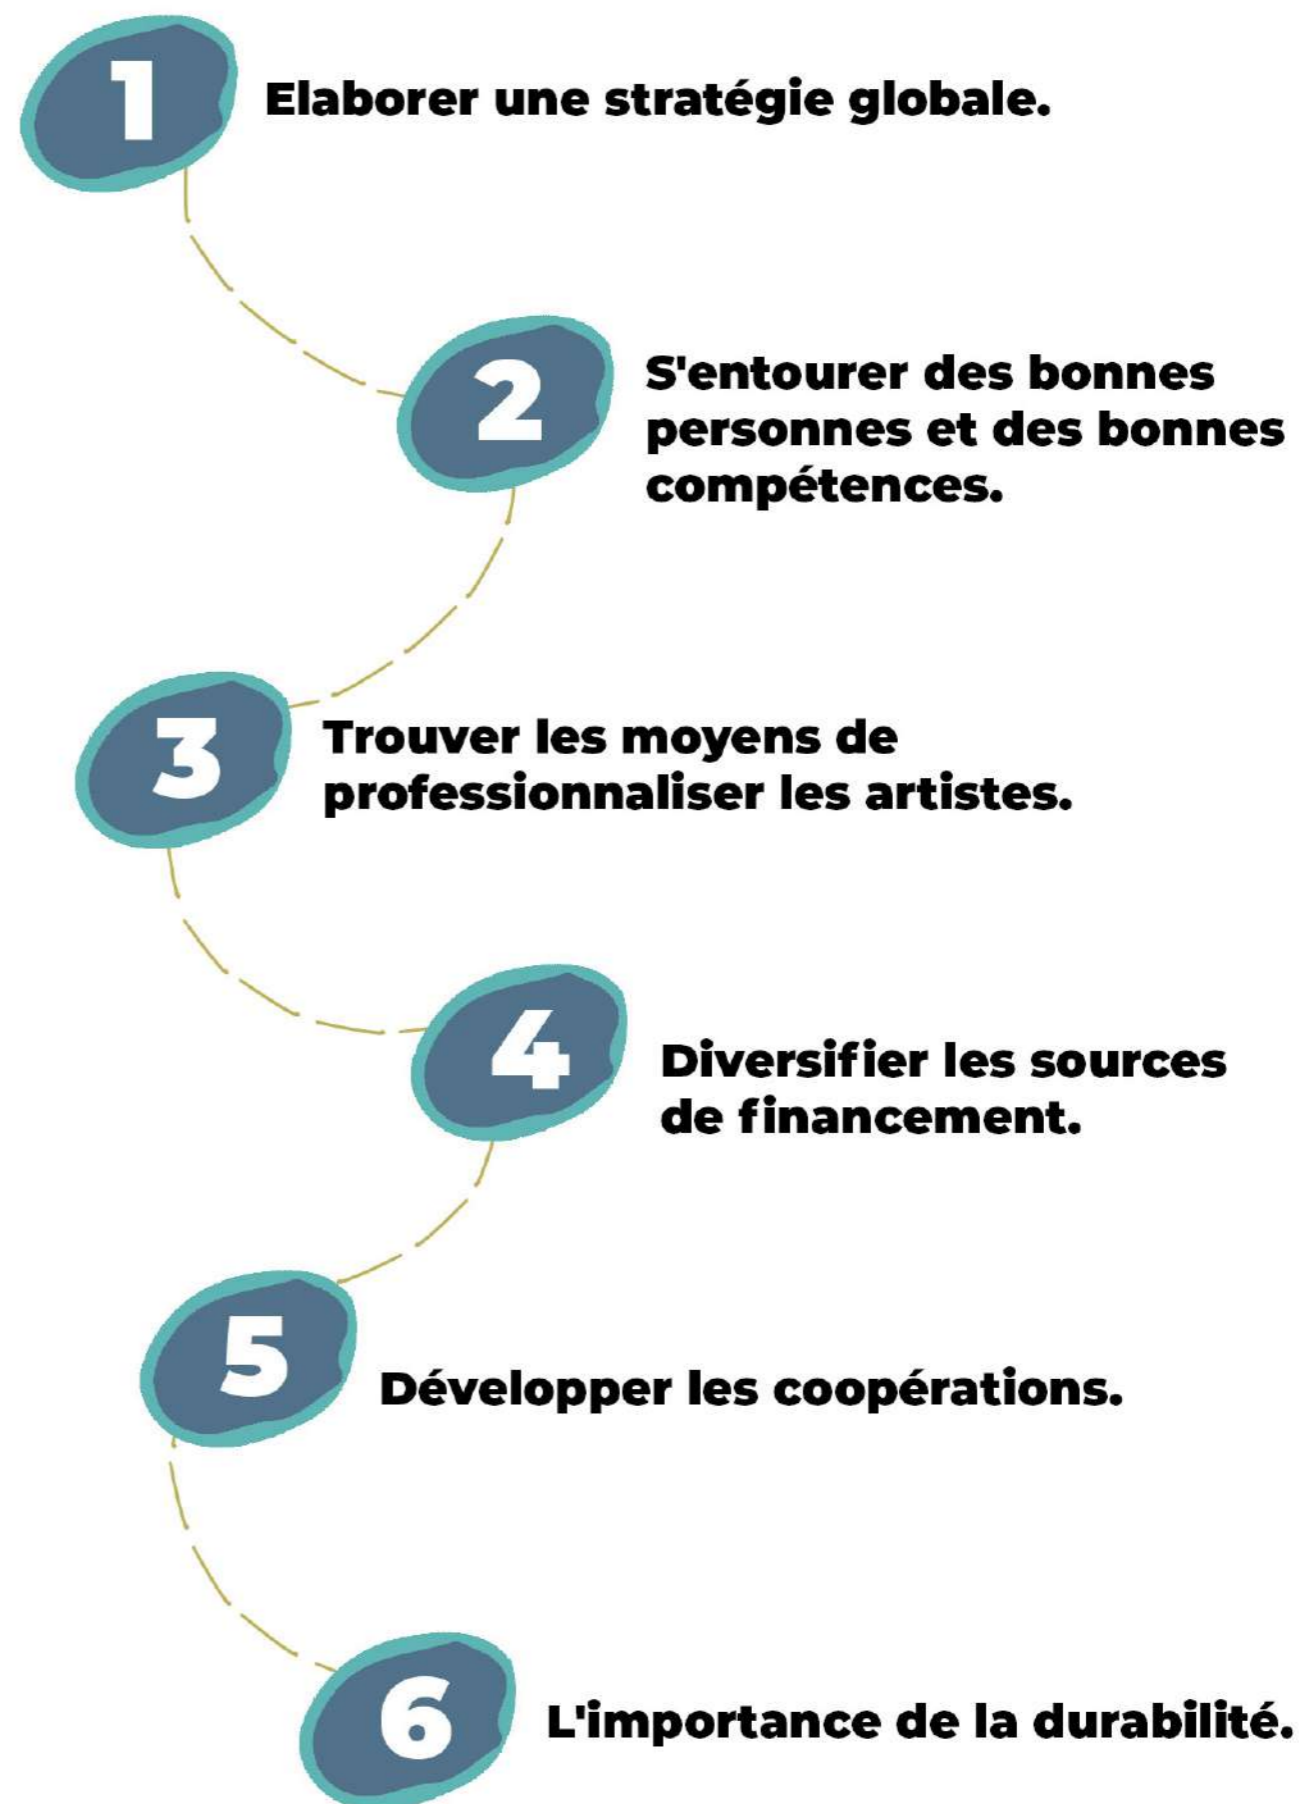 1
Elaborer une stratégie globale.
2
S'entourer des bonnes
personnes et des bonnes
compétences.
3
Trouver les moyens de
professionnaliser les artistes.
4
Diversifier les sources
de financement.
5
Développer les coopérations.
6
L'importance de la durabilité.